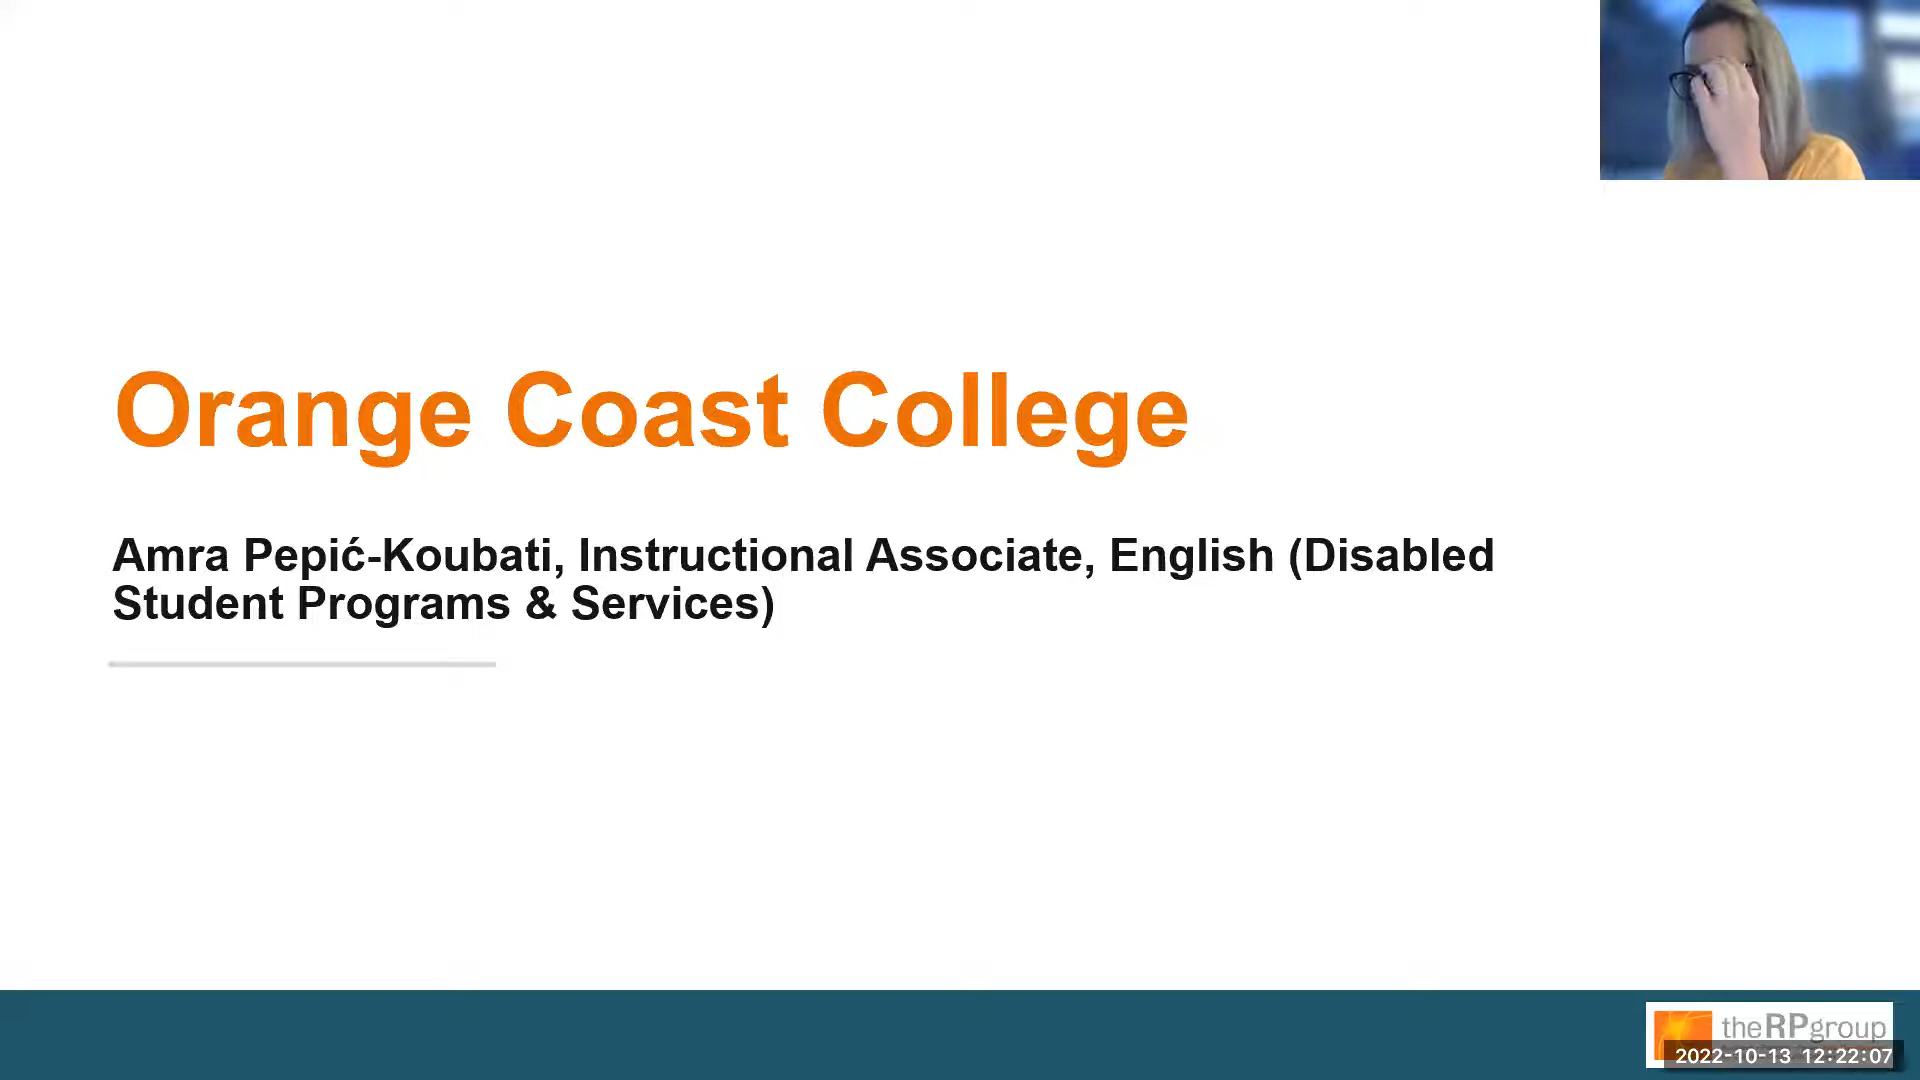 Orange Coast College
Amra Pepić-Koubati, Instructional Associate, English (Disabled
Student Programs & Services)
theRPgroup
2022-10-13 12:22:07